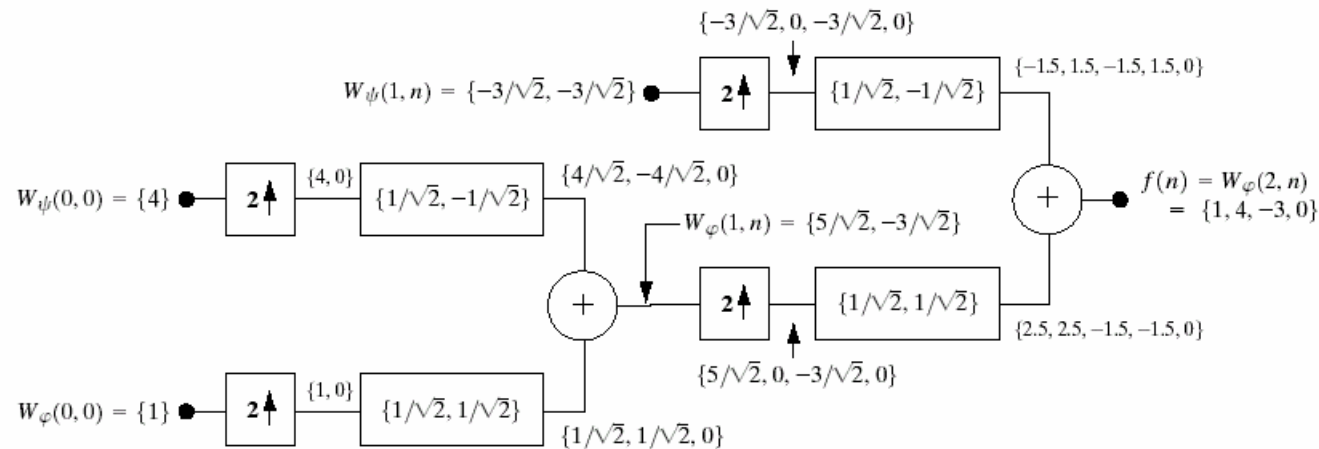 {−3/√2, 0, −3/√2, 0}
W_ψ(1, n) = {−3/√2, −3/√2}
2
{1/√2, −1/√2}
{−1.5, 1.5, −1.5, 1.5, 0}
W_ψ(0, 0) = {4}
2
{4, 0}
{1/√2, −1/√2}
{4/√2, −4/√2, 0}
W_φ(1, n) = {5/√2, −3/√2}
+
f(n) = W_φ(2, n)
= {1, 4, −3, 0}
+
2
{1/√2, 1/√2}
{2.5, 2.5, −1.5, −1.5, 0}
{5/√2, 0, −3/√2, 0}
W_φ(0, 0) = {1}
2
{1, 0}
{1/√2, 1/√2}
{1/√2, 1/√2, 0}